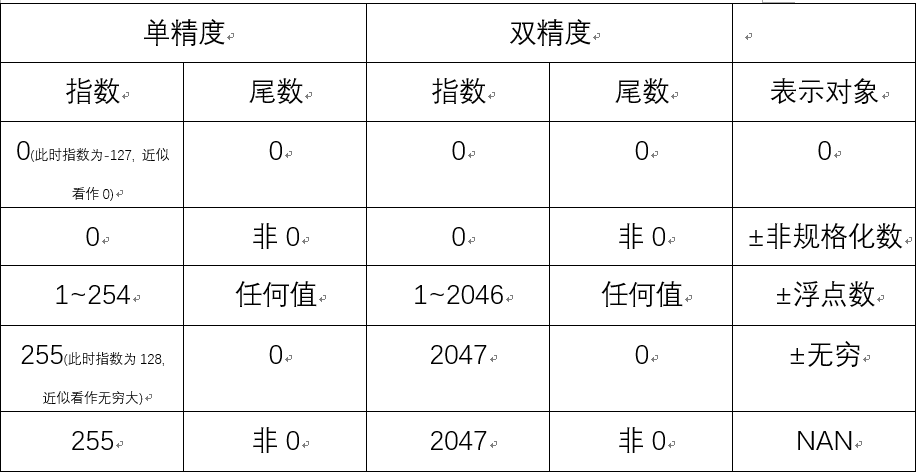 单精度 双精度
指数 尾数 指数 尾数 表示对象
0(此时指数为-127, 近似看作0) 0 0 0 0
0 非0 0 非0 ±非规格化数
1~254 任何值 1~2046 任何值 ±浮点数
255(此时指数为128, 近似看作无穷大) 0 2047 0 ±无穷
255 非0 2047 非0 NAN